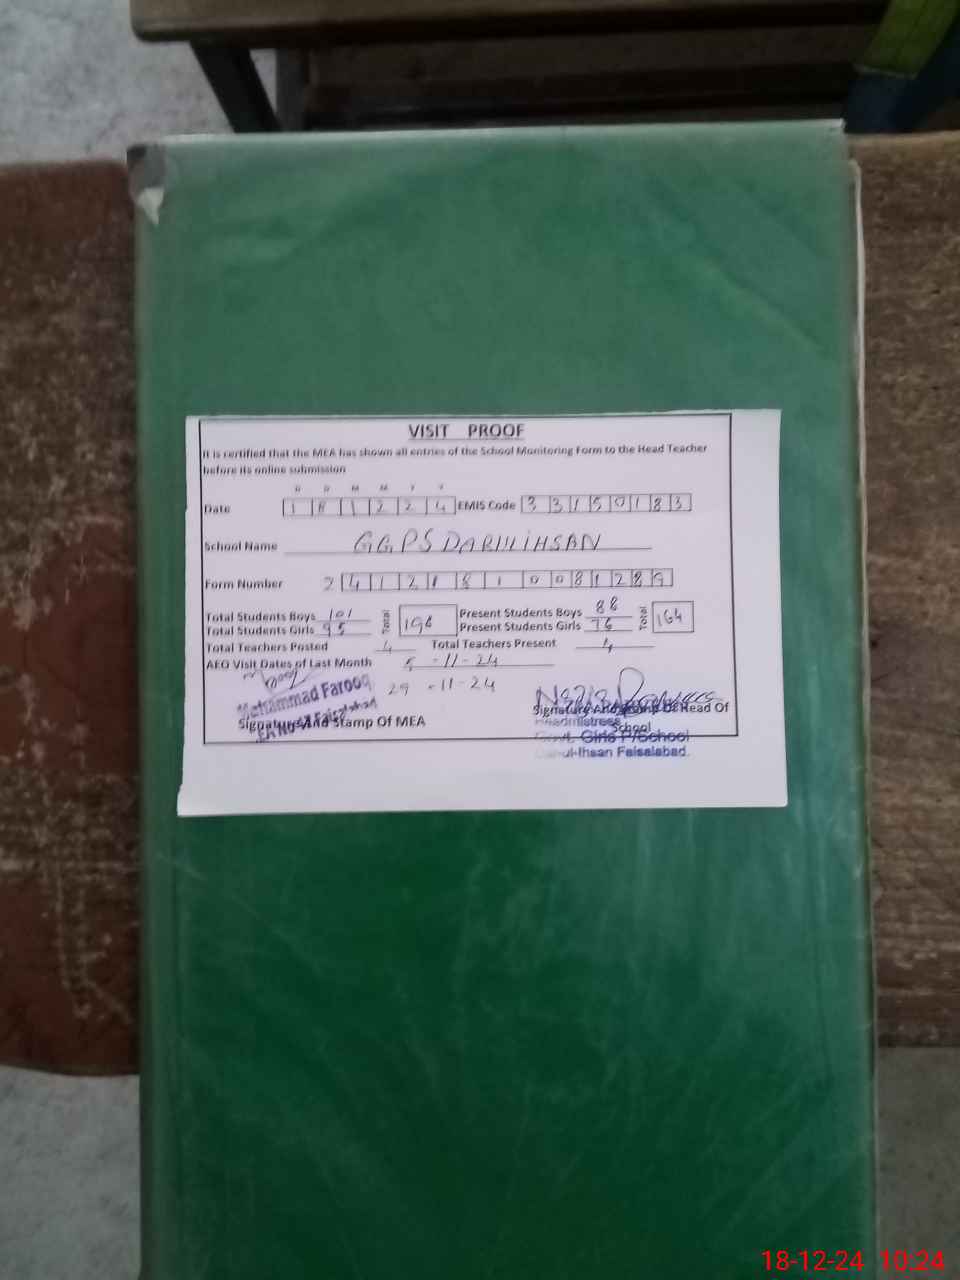 VISIT PROOF
It is certified that the MEA has shown all entries of the School Monitoring Form to the Head Teacher
before its online submission
D D M M Y Y
Date 1 8 1 2 2 4 EMIS Code 3 3 1 5 0 1 8 3
School Name GGPS DARUL IHSAN
Form Number 2 4 1 2 1 8 1 0 0 8 1 2 8 9
Total Students Boys 101 Total 196 Present Students Boys 88 Total 164
Total Students Girls 95 Present Students Girls 76
Total Teachers Posted 4 Total Teachers Present 4
AEO Visit Dates of Last Month 5 -11-24
29 -11-24
Muhammad Farooq
Faisalabad
Signature And Stamp Of MEA
Signature And Stamp Of Head Of
School
Headmistress
Govt. Girls P/School
Darul-Ihsan Faisalabad.
18-12-24 10:24